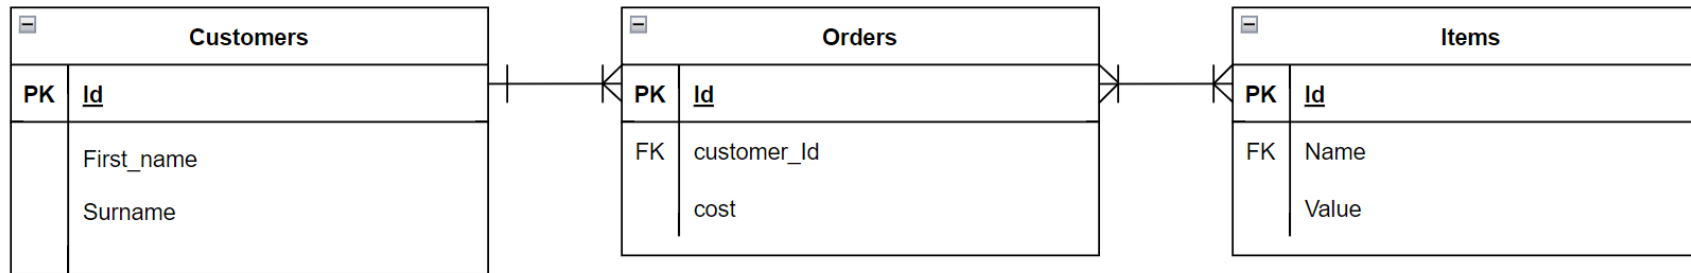 Customers
PK Id
First_name
Surname
Orders
PK Id
FK customer_Id
cost
Items
PK Id
FK Name
Value